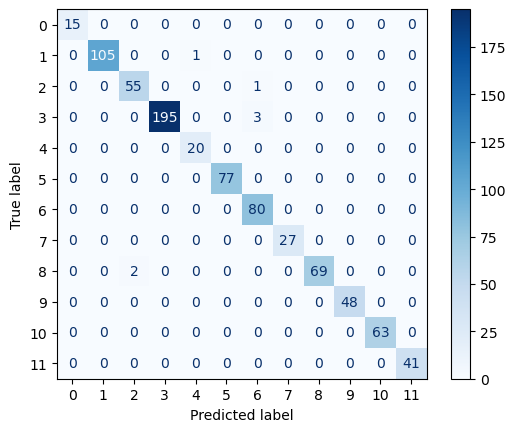 0 15 0 0 0 0 0 0 0 0 0 0 0
1 0 105 0 0 1 0 0 0 0 0 0 0
2 0 0 55 0 0 0 1 0 0 0 0 0
3 0 0 0 195 0 0 3 0 0 0 0 0
4 0 0 0 0 20 0 0 0 0 0 0 0
5 0 0 0 0 0 77 0 0 0 0 0 0
6 0 0 0 0 0 0 80 0 0 0 0 0
7 0 0 0 0 0 0 0 27 0 0 0 0
8 0 0 2 0 0 0 0 0 69 0 0 0
9 0 0 0 0 0 0 0 0 0 48 0 0
10 0 0 0 0 0 0 0 0 0 0 63 0
11 0 0 0 0 0 0 0 0 0 0 0 41
0 1 2 3 4 5 6 7 8 9 10 11
Predicted label
True label
175
150
125
100
75
50
25
0